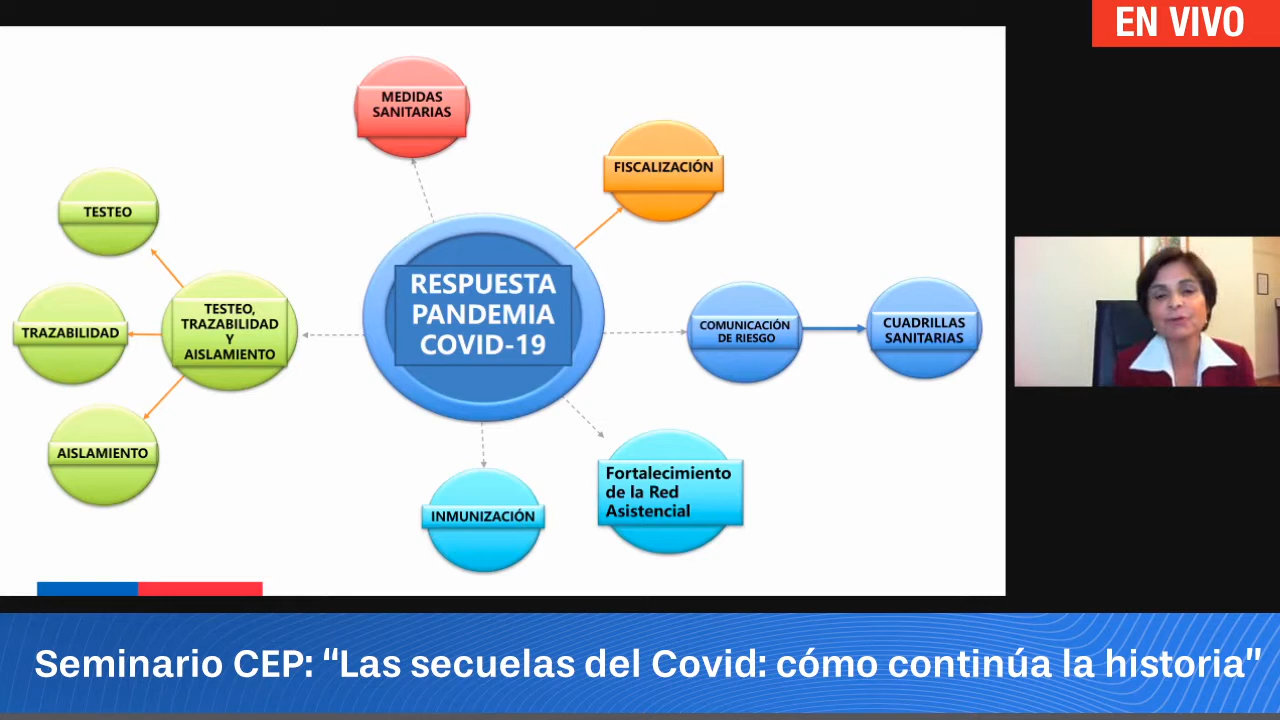 EN VIVO
MEDIDAS
SANITARIAS
FISCALIZACIÓN
TESTEO
TESTEO,
TRAZABILIDAD
Y
AISLAMIENTO
TRAZABILIDAD
AISLAMIENTO
RESPUESTA
PANDEMIA
COVID-19
COMUNICACIÓN
DE RIESGO
CUADRILLAS
SANITARIAS
INMUNIZACIÓN
Fortalecimiento
de la Red
Asistencial
Seminario CEP: “Las secuelas del Covid: cómo continúa la historia”